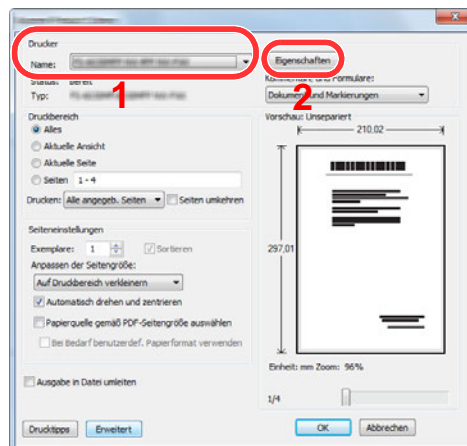 Drucker
Name:
Eigenschaften
Status: bereit
Kommentare und Formulare:
1
2
Typ:
Dokument und Markierungen
Druckbereich
Alles
Aktuelle Ansicht
Aktuelle Seite
Seiten 1 - 4
Drucken: Alle angegeb. Seiten Seiten umkehren
Vorschau: Unsepariert
210,02
297,01
Seiteneinstellungen
Exemplare: 1 Sortieren
Anpassen der Seitengröße:
Auf Druckbereich verkleinern
Automatisch drehen und zentrieren
Papierquelle gemäß PDF-Seitengröße auswählen
Bei Bedarf benutzerdef. Papierformat verwenden
Einheit: mm Zoom: 96%
Ausgabe in Datei umleiten
1/4
Drucktipps
Erweitert
OK
Abbrechen